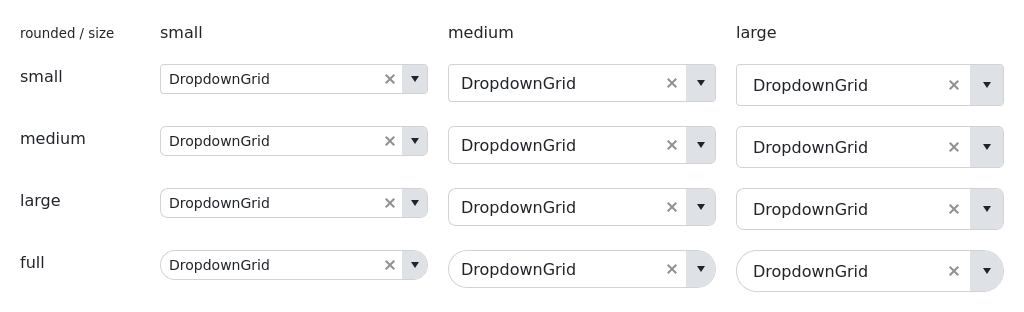 rounded / size small medium large
small DropdownGrid DropdownGrid DropdownGrid
medium DropdownGrid DropdownGrid DropdownGrid
large DropdownGrid DropdownGrid DropdownGrid
full DropdownGrid DropdownGrid DropdownGrid